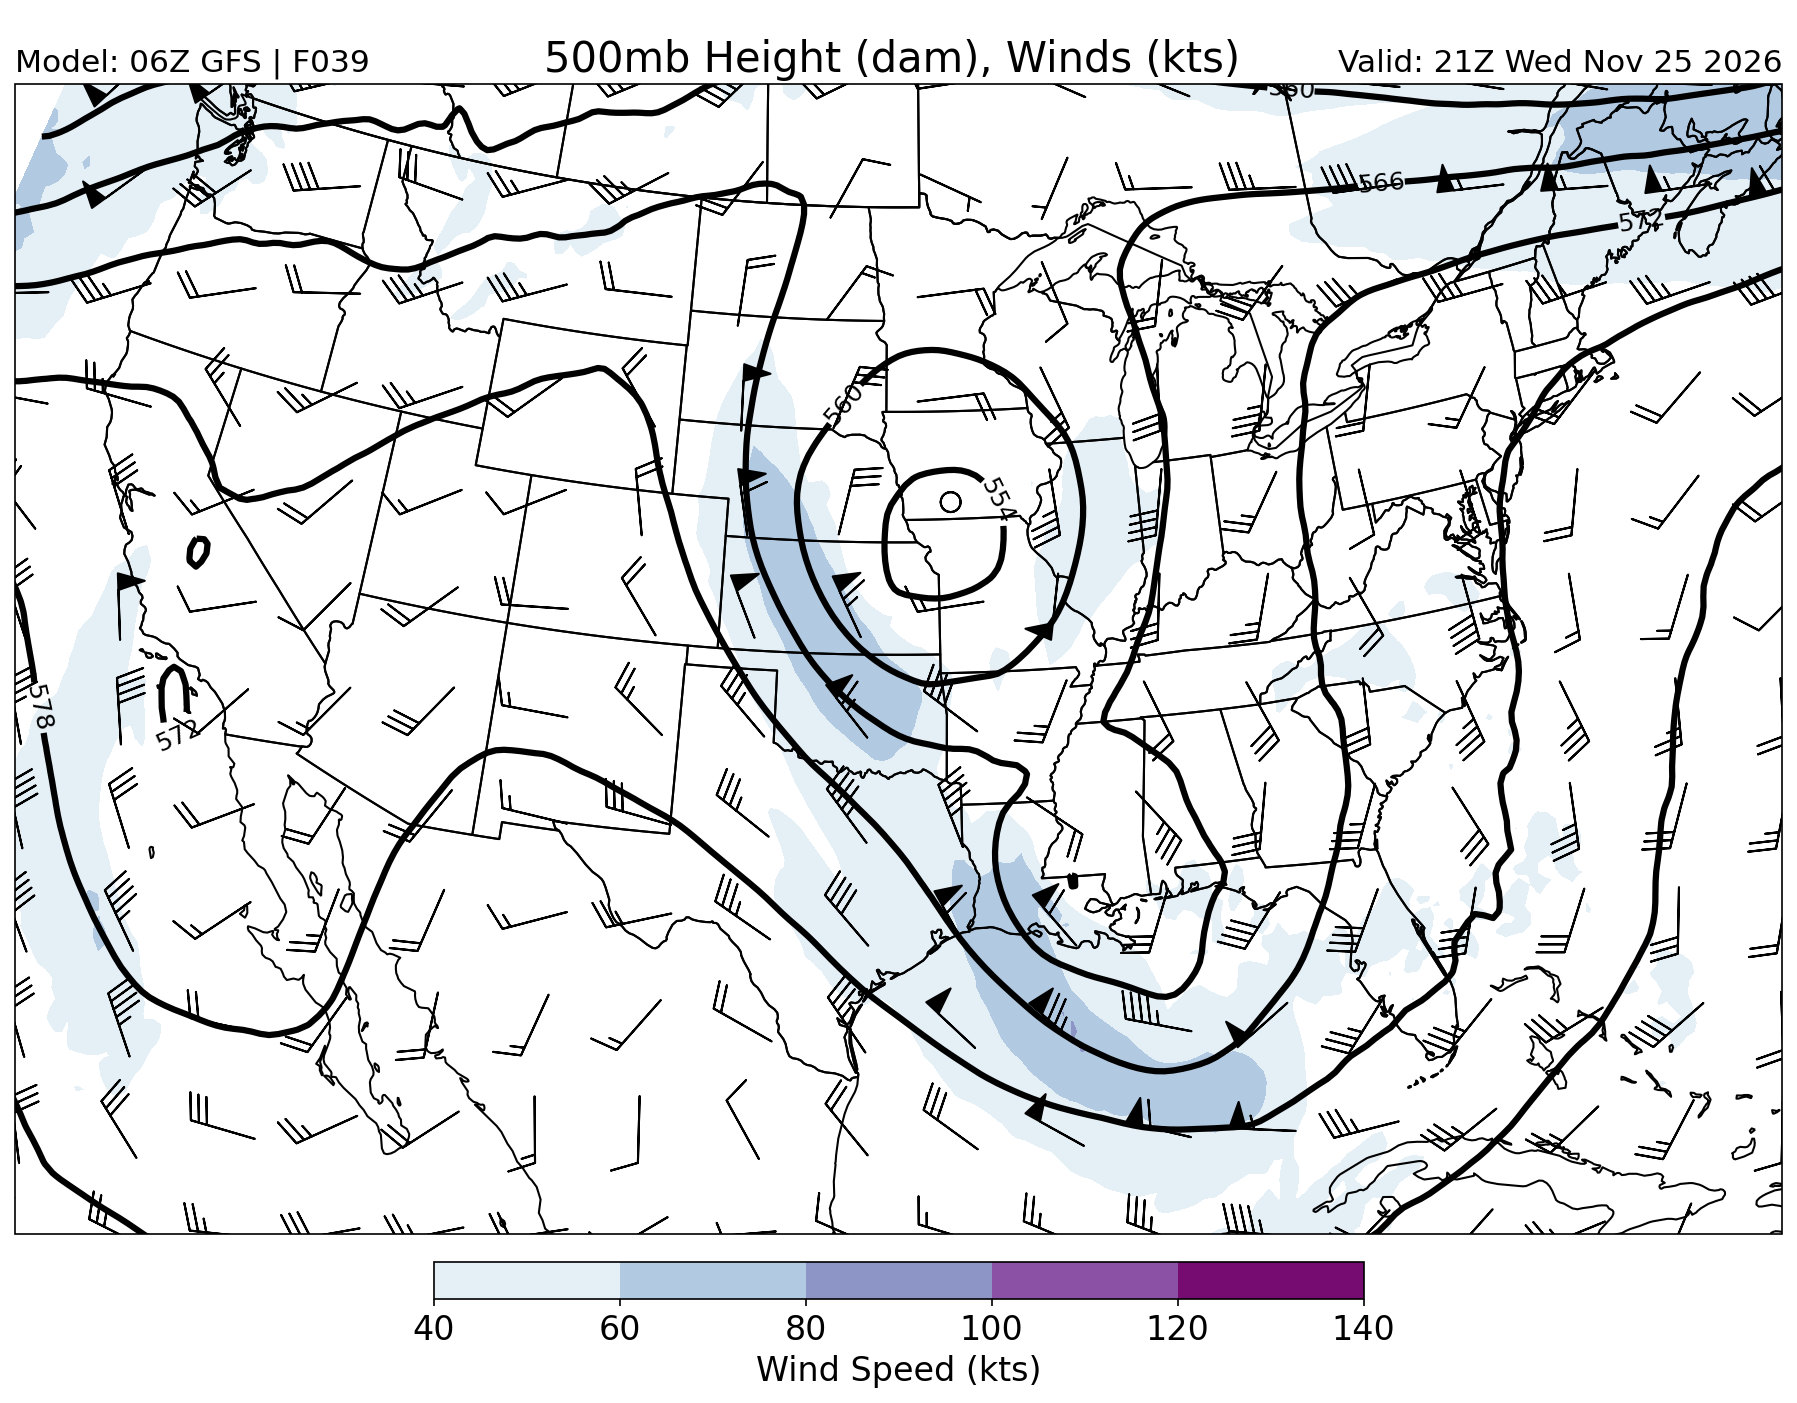 Model: 06Z GFS | F039
500mb Height (dam), Winds (kts)
Valid: 21Z Wed Nov 25 2026
566
560
554
578
572
40 60 80 100 120 140
Wind Speed (kts)